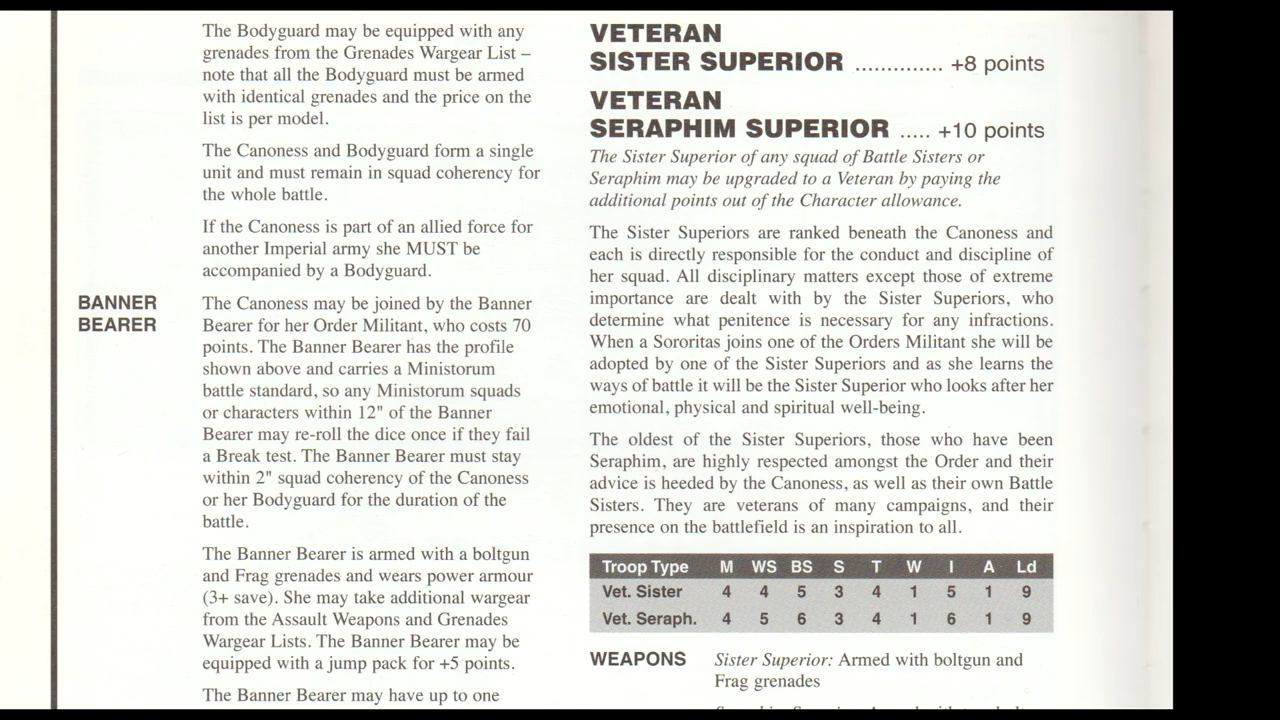 The Bodyguard may be equipped with any
grenades from the Grenades Wargear List –
note that all the Bodyguard must be armed
with identical grenades and the price on the
list is per model.
The Canoness and Bodyguard form a single
unit and must remain in squad coherency for
the whole battle.
If the Canoness is part of an allied force for
another Imperial army she MUST be
accompanied by a Bodyguard.
BANNER
BEARER
The Canoness may be joined by the Banner
Bearer for her Order Militant, who costs 70
points. The Banner Bearer has the profile
shown above and carries a Ministorum
battle standard, so any Ministorum squads
or characters within 12" of the Banner
Bearer may re-roll the dice once if they fail
a Break test. The Banner Bearer must stay
within 2" squad coherency of the Canoness
or her Bodyguard for the duration of the
battle.
The Banner Bearer is armed with a boltgun
and Frag grenades and wears power armour
(3+ save). She may take additional wargear
from the Assault Weapons and Grenades
Wargear Lists. The Banner Bearer may be
equipped with a jump pack for +5 points.
The Banner Bearer may have up to one
VETERAN
SISTER SUPERIOR .............. +8 points
VETERAN
SERAPHIM SUPERIOR ..... +10 points
The Sister Superior of any squad of Battle Sisters or
Seraphim may be upgraded to a Veteran by paying the
additional points out of the Character allowance.
The Sister Superiors are ranked beneath the Canoness and
each is directly responsible for the conduct and discipline of
her squad. All disciplinary matters except those of extreme
importance are dealt with by the Sister Superiors, who
determine what penitence is necessary for any infractions.
When a Sororitas joins one of the Orders Militant she will be
adopted by one of the Sister Superiors and as she learns the
ways of battle it will be the Sister Superior who looks after her
emotional, physical and spiritual well-being.
The oldest of the Sister Superiors, those who have been
Seraphim, are highly respected amongst the Order and their
advice is heeded by the Canoness, as well as their own Battle
Sisters. They are veterans of many campaigns, and their
presence on the battlefield is an inspiration to all.
Troop Type M WS BS S T W I A Ld
Vet. Sister 4 4 5 3 4 1 5 1 9
Vet. Seraph. 4 5 6 3 4 1 6 1 9
WEAPONS Sister Superior: Armed with boltgun and
Frag grenades